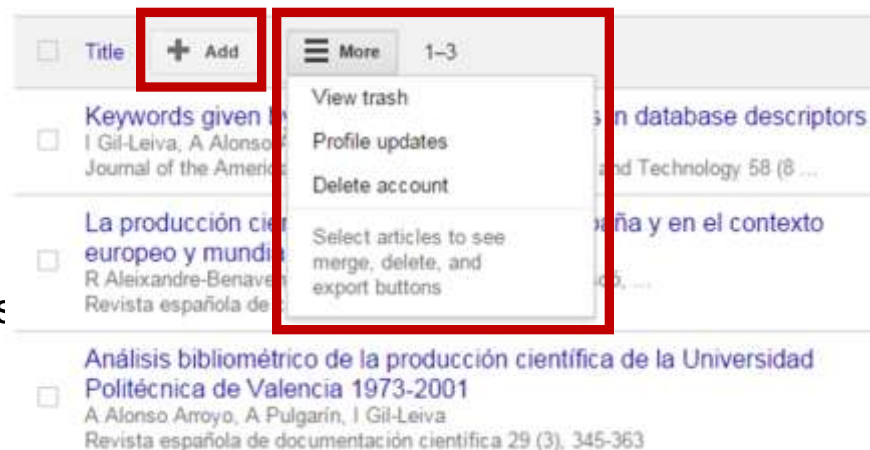 Title + Add ☰ More 1–3
View trash
Profile updates
Delete account
Select articles to see
merge, delete, and
export buttons
Keywords given b n database descriptors
I Gil-Leiva, A Alonso
Journal of the Americ and Technology 58 (8 ...
La producción cie aña y en el contexto
europeo y mundia
R Aleixandre-Benaven ...
Revista española de
Análisis bibliométrico de la producción científica de la Universidad
Politécnica de Valencia 1973-2001
A Alonso Arroyo, A Pulgarín, I Gil-Leiva
Revista española de documentación científica 29 (3), 345-363